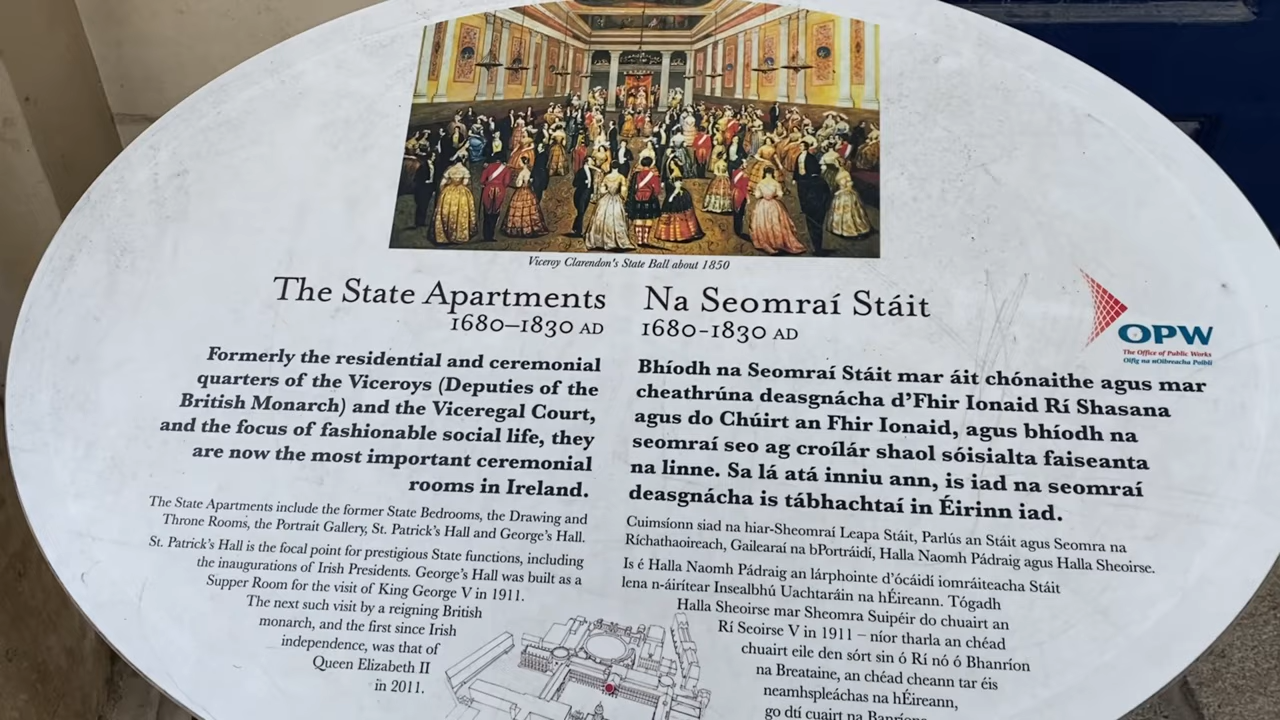 Viceroy Clarendon's State Ball about 1850
The State Apartments
1680–1830 AD
Formerly the residential and ceremonial
quarters of the Viceroys (Deputies of the
British Monarch) and the Viceregal Court,
and the focus of fashionable social life, they
are now the most important ceremonial
rooms in Ireland.
The State Apartments include the former State Bedrooms, the Drawing and
Throne Rooms, the Portrait Gallery, St. Patrick's Hall and George's Hall.
St. Patrick's Hall is the focal point for prestigious State functions, including
the inaugurations of Irish Presidents. George's Hall was built as a
Supper Room for the visit of King George V in 1911.
The next such visit by a reigning British
monarch, and the first since Irish
independence, was that of
Queen Elizabeth II
in 2011.
Na Seomraí Stáit
1680-1830 AD
Bhíodh na Seomraí Stáit mar áit chónaithe agus mar
cheathrúna deasgnácha d'Fhir Ionaid Rí Shasana
agus do Chúirt an Fhir Ionaid, agus bhíodh na
seomraí seo ag croílár shaol sóisialta faiseanta
na linne. Sa lá atá inniu ann, is iad na seomraí
deasgnácha is tábhachtaí in Éirinn iad.
Cuimsíonn siad na hiar-Sheomraí Leapa Stáit, Parlús an Stáit agus Seomra na
Ríchathaoireach, Gailearaí na bPortráidí, Halla Naomh Pádraig agus Halla Sheoirse.
Is é Halla Naomh Pádraig an lárphointe d'ócáidí iomráiteacha Stáit
lena n-áirítear Insealbhú Uachtaráin na hÉireann. Tógadh
Halla Sheoirse mar Sheomra Suipéir do chuairt an
Rí Seoirse V in 1911 – níor tharla an chéad
chuairt eile den sórt sin ó Rí nó ó Bhanríon
na Breataine, an chéad cheann tar éis
neamhspleáchas na hÉireann,
go dtí cuairt na Banríona
OPW
The Office of Public Works
Oifig na nOibreacha Poiblí